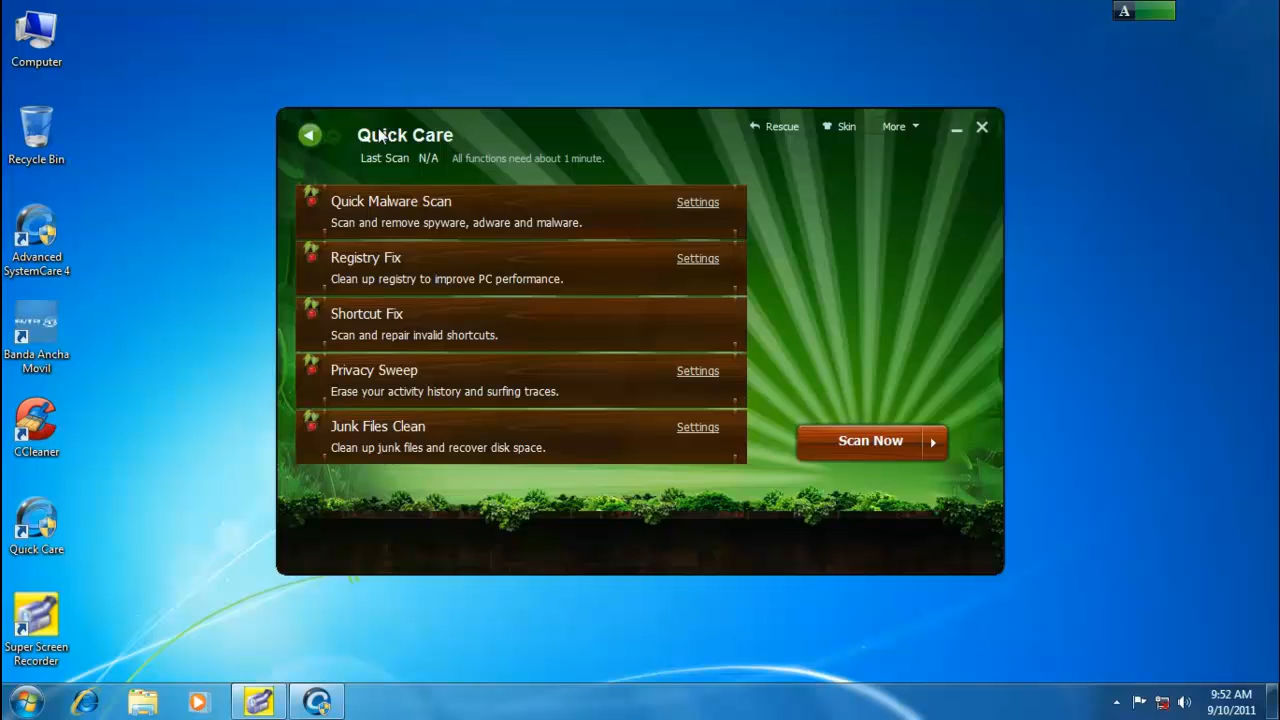 A
Computer
Recycle Bin
Advanced
SystemCare 4
Banda Ancha
Movil
CCleaner
Quick Care
Super Screen
Recorder
Quick Care
Rescue
Skin
More
Last Scan N/A All functions need about 1 minute.
Quick Malware Scan
Settings
Scan and remove spyware, adware and malware.
Registry Fix
Settings
Clean up registry to improve PC performance.
Shortcut Fix
Scan and repair invalid shortcuts.
Privacy Sweep
Settings
Erase your activity history and surfing traces.
Junk Files Clean
Settings
Clean up junk files and recover disk space.
Scan Now
9:52 AM
9/10/2011